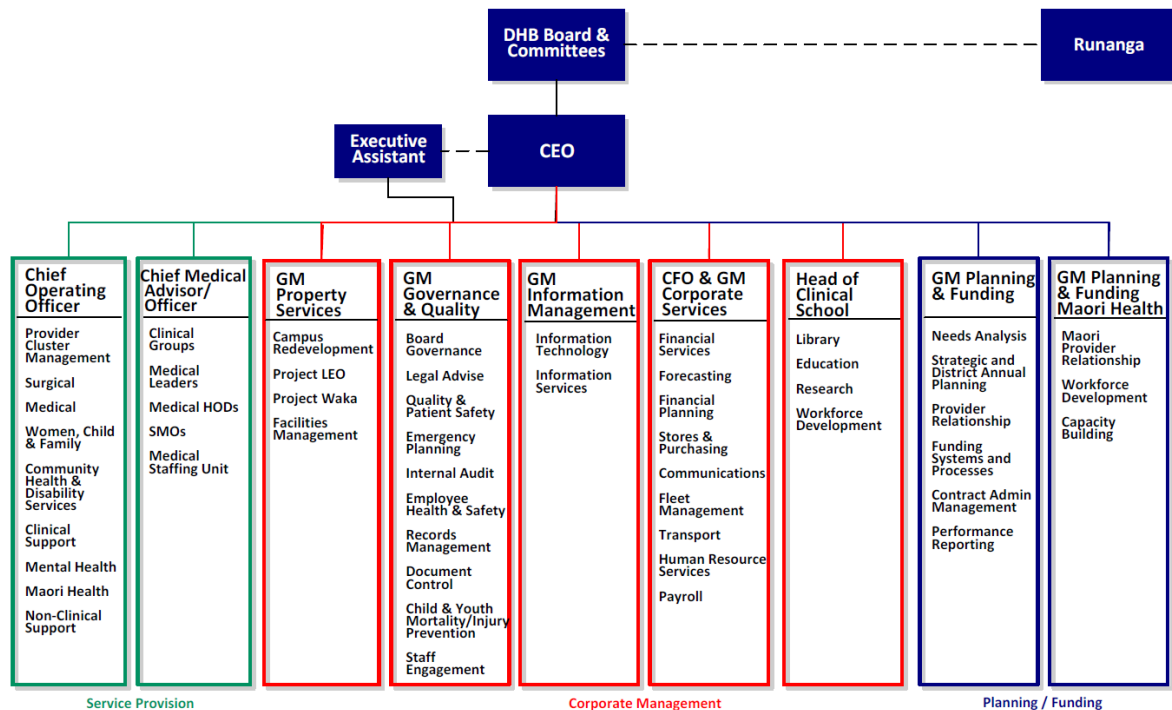 DHB Board &
Committees
Runanga
Executive
Assistant
CEO
Chief
Operating
Officer
Provider
Cluster
Management
Surgical
Medical
Women, Child
& Family
Community
Health &
Disability
Services
Clinical
Support
Mental Health
Maori Health
Non-Clinical
Support
Chief Medical
Advisor/
Officer
Clinical
Groups
Medical
Leaders
Medical HODs
SMOs
Medical
Staffing Unit
GM
Property
Services
Campus
Redevelopment
Project LEO
Project Waka
Facilities
Management
GM
Governance
& Quality
Board
Governance
Legal Advise
Quality &
Patient Safety
Emergency
Planning
Internal Audit
Employee
Health & Safety
Records
Management
Document
Control
Child & Youth
Mortality/Injury
Prevention
Staff
Engagement
GM
Information
Management
Information
Technology
Information
Services
CFO & GM
Corporate
Services
Financial
Services
Forecasting
Financial
Planning
Stores &
Purchasing
Communications
Fleet
Management
Transport
Human Resource
Services
Payroll
Head of
Clinical
School
Library
Education
Research
Workforce
Development
GM Planning
& Funding
Needs Analysis
Strategic and
District Annual
Planning
Provider
Relationship
Funding
Systems and
Processes
Contract Admin
Management
Performance
Reporting
GM Planning
& Funding
Maori Health
Maori
Provider
Relationship
Workforce
Development
Capacity
Building
Service Provision
Corporate Management
Planning / Funding